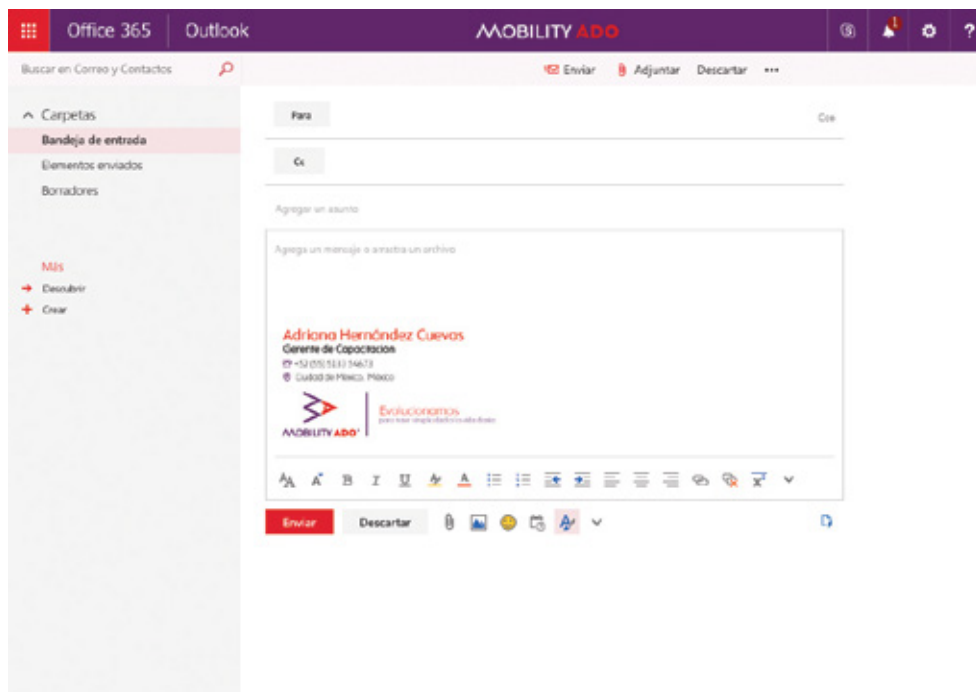 Office 365
Outlook
MOBILITY ADO
1
?
Buscar en Correo y Contactos
Enviar
Adjuntar
Descartar
•••
Carpetas
Bandeja de entrada
Elementos enviados
Borradores
Más
Descubrir
Crear
Para
Cc
Agregar un asunto
Agrega un mensaje o arrastra un archivo
Adriana Hernández Cuevas
Gerente de Capacitacion
Ciudad de México, México
MOBILITY ADO
Evolucionamos
Enviar
Descartar